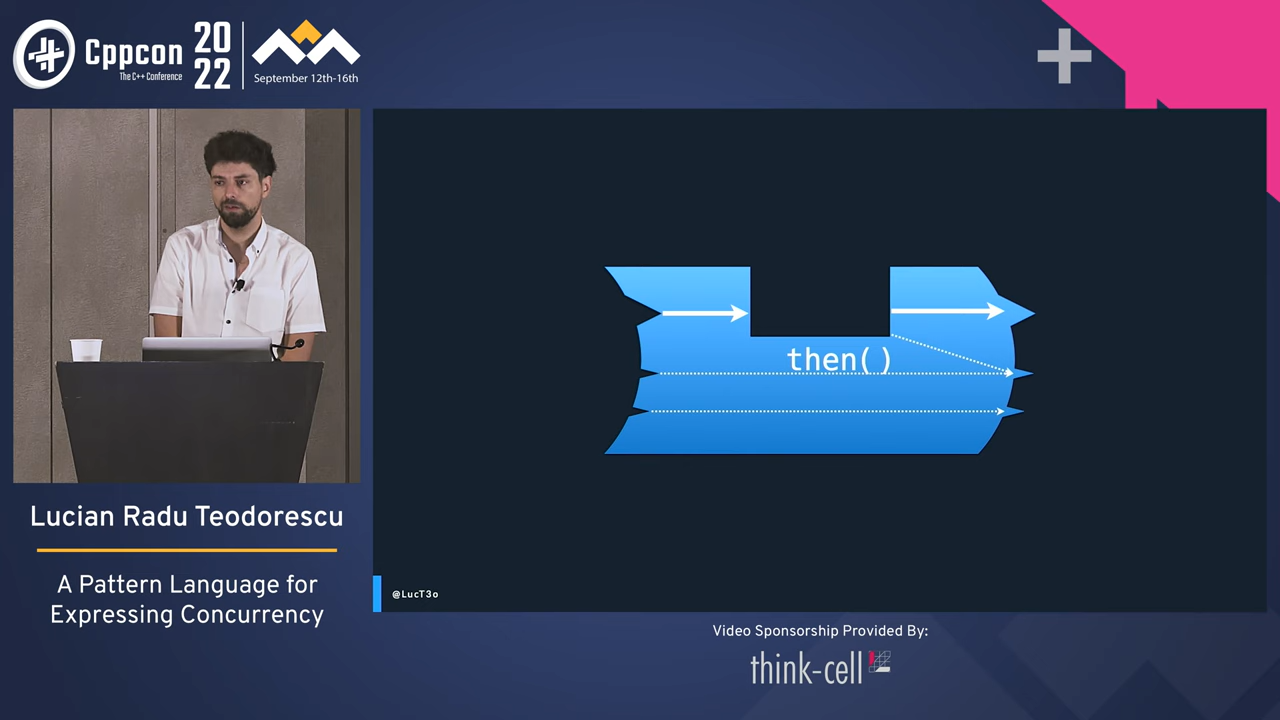 Cppcon
The C++ Conference
20
22
September 12th-16th
then()
@LucT3o
Lucian Radu Teodorescu
A Pattern Language for
Expressing Concurrency
Video Sponsorship Provided By:
think-cell